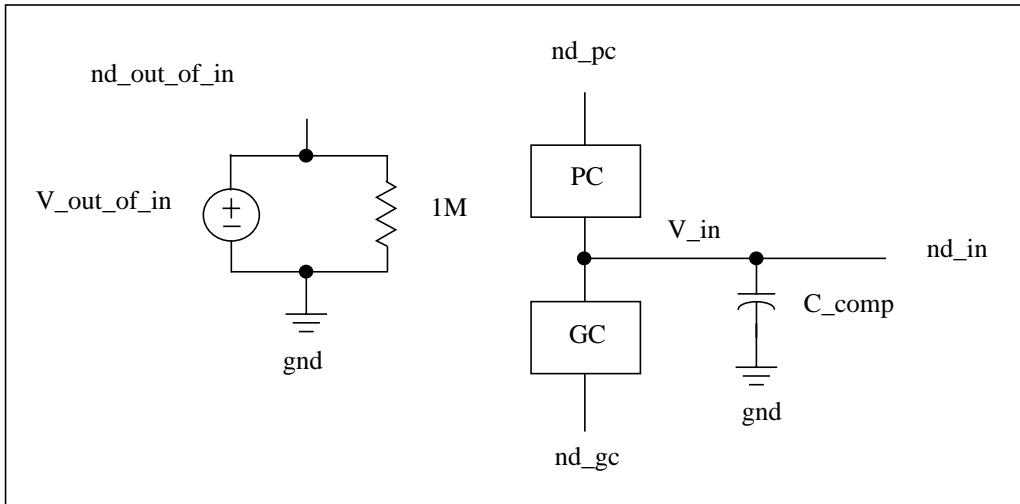 nd_pc
nd_out_of_in
PC
V_out_of_in
1M
V_in
nd_in
C_comp
GC
gnd
gnd
nd_gc